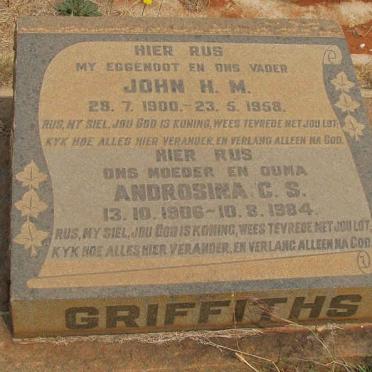 HIER RUS
MY EGGENOOT EN ONS VADER
JOHN H. M.
29. 7. 1900 - 23. 5. 1958.
RUS, MY SIEL, JOU GOD IS KONING, WEES TEVREDE MET JOU LOT,
KYK HOE ALLES HIER VERANDER, EN VERLANG ALLEEN NA GOD.
HIER RUS
ONS MOEDER EN OUMA
ANDROSINA C. S.
13. 10. 1906 - 10. 8. 1984.
RUS, MY SIEL, JOU GOD IS KONING, WEES TEVREDE MET JOU LOT,
KYK HOE ALLES HIER VERANDER, EN VERLANG ALLEEN NA GOD
GRIFFITHS